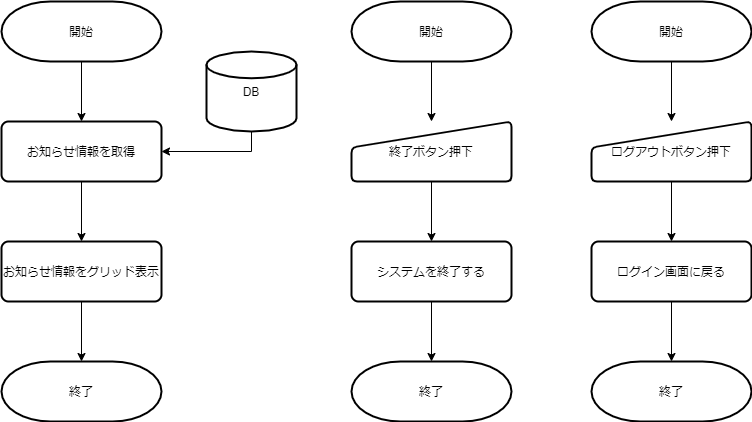 開始
DB
お知らせ情報を取得
お知らせ情報をグリッド表示
終了
開始
終了ボタン押下
システムを終了する
終了
開始
ログアウトボタン押下
ログイン画面に戻る
終了